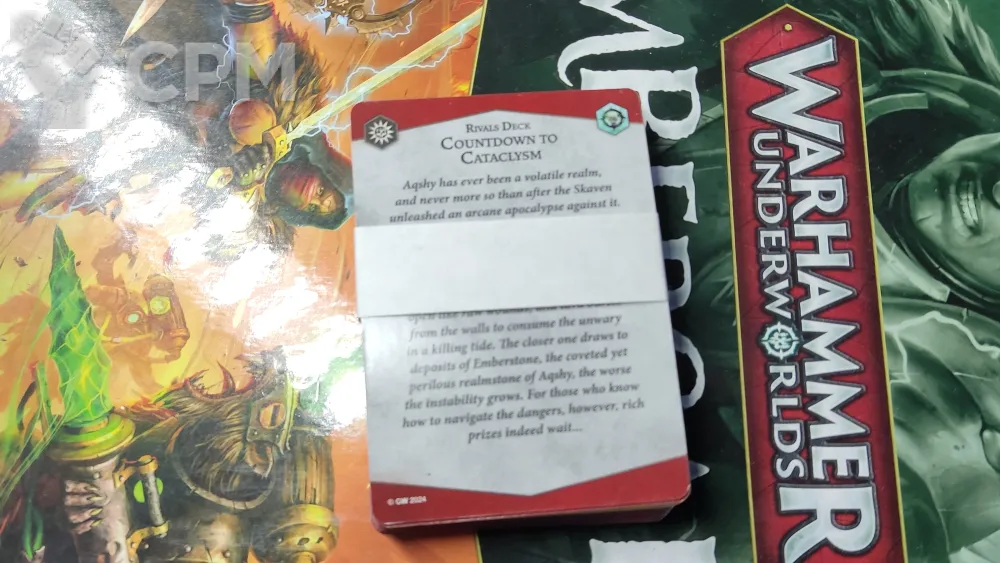 CPM
RIVALS DECK
COUNTDOWN TO
CATACLYSM
Aqshy has ever been a volatile realm,
and never more so than after the Skaven
unleashed an arcane apocalypse against it.
from the walls to consume the unwary
in a killing tide. The closer one draws to
deposits of Emberstone, the coveted yet
perilous realmstone of Aqshy, the worse
the instability grows. For those who know
how to navigate the dangers, however, rich
prizes indeed wait...
© GW 2024
WARHAMMER
UNDERWORLDS